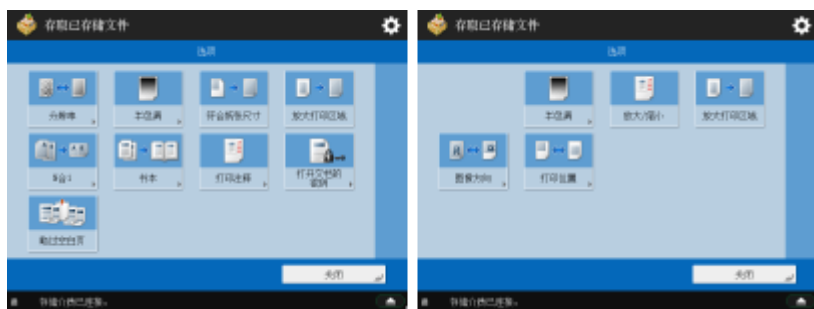 存取已存储文件
选项
分辨率
半色调
符合纸张尺寸
放大打印区域
N合1
书本
打印注释
打开文档的
密码
跳过空白页
关闭
存储介质已连接。
存取已存储文件
选项
半色调
放大/缩小
放大打印区域
图像方向
打印位置
关闭
存储介质已连接。